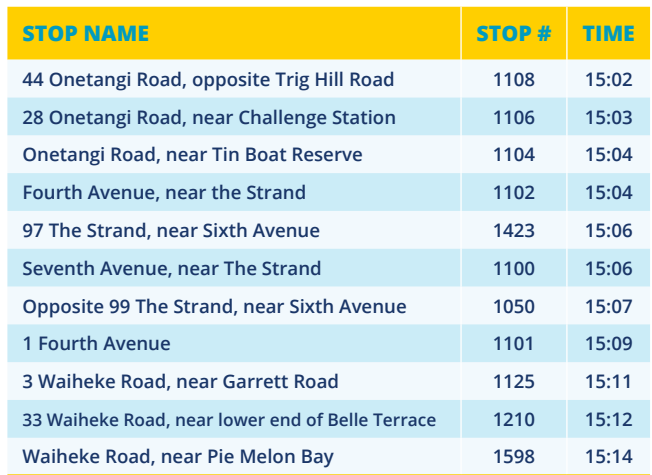 STOP NAME STOP # TIME
44 Onetangi Road, opposite Trig Hill Road 1108 15:02
28 Onetangi Road, near Challenge Station 1106 15:03
Onetangi Road, near Tin Boat Reserve 1104 15:04
Fourth Avenue, near the Strand 1102 15:04
97 The Strand, near Sixth Avenue 1423 15:06
Seventh Avenue, near The Strand 1100 15:06
Opposite 99 The Strand, near Sixth Avenue 1050 15:07
1 Fourth Avenue 1101 15:09
3 Waiheke Road, near Garrett Road 1125 15:11
33 Waiheke Road, near lower end of Belle Terrace 1210 15:12
Waiheke Road, near Pie Melon Bay 1598 15:14